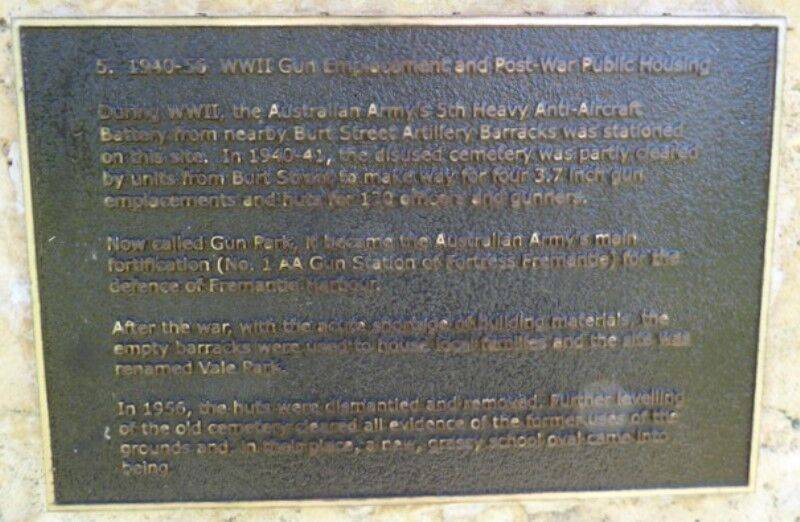 5. 1940-56 WWII Gun Emplacement and Post-War Public Housing
During WWII, the Australian Army's 5th Heavy Anti-Aircraft
Battery from nearby Burt Street Artillery Barracks was stationed
on this site. In 1940-41, the disused cemetery was partly cleared
by units from Burt Street to make way for four 3.7 inch gun
emplacements and huts for 120 officers and gunners.
Now called Gun Park, it became the Australian Army's main
fortification (No. 1 AA Gun Station of Fortress Fremantle) for the
defence of Fremantle Harbour.
After the war, with the acute shortage of building materials, the
empty barracks were used to house local families and the site was
renamed Vale Park.
In 1956, the huts were dismantled and removed. Further levelling
of the old cemetery cleared all evidence of the former uses of the
grounds and, in their place, a new, grassy school oval came into
being.